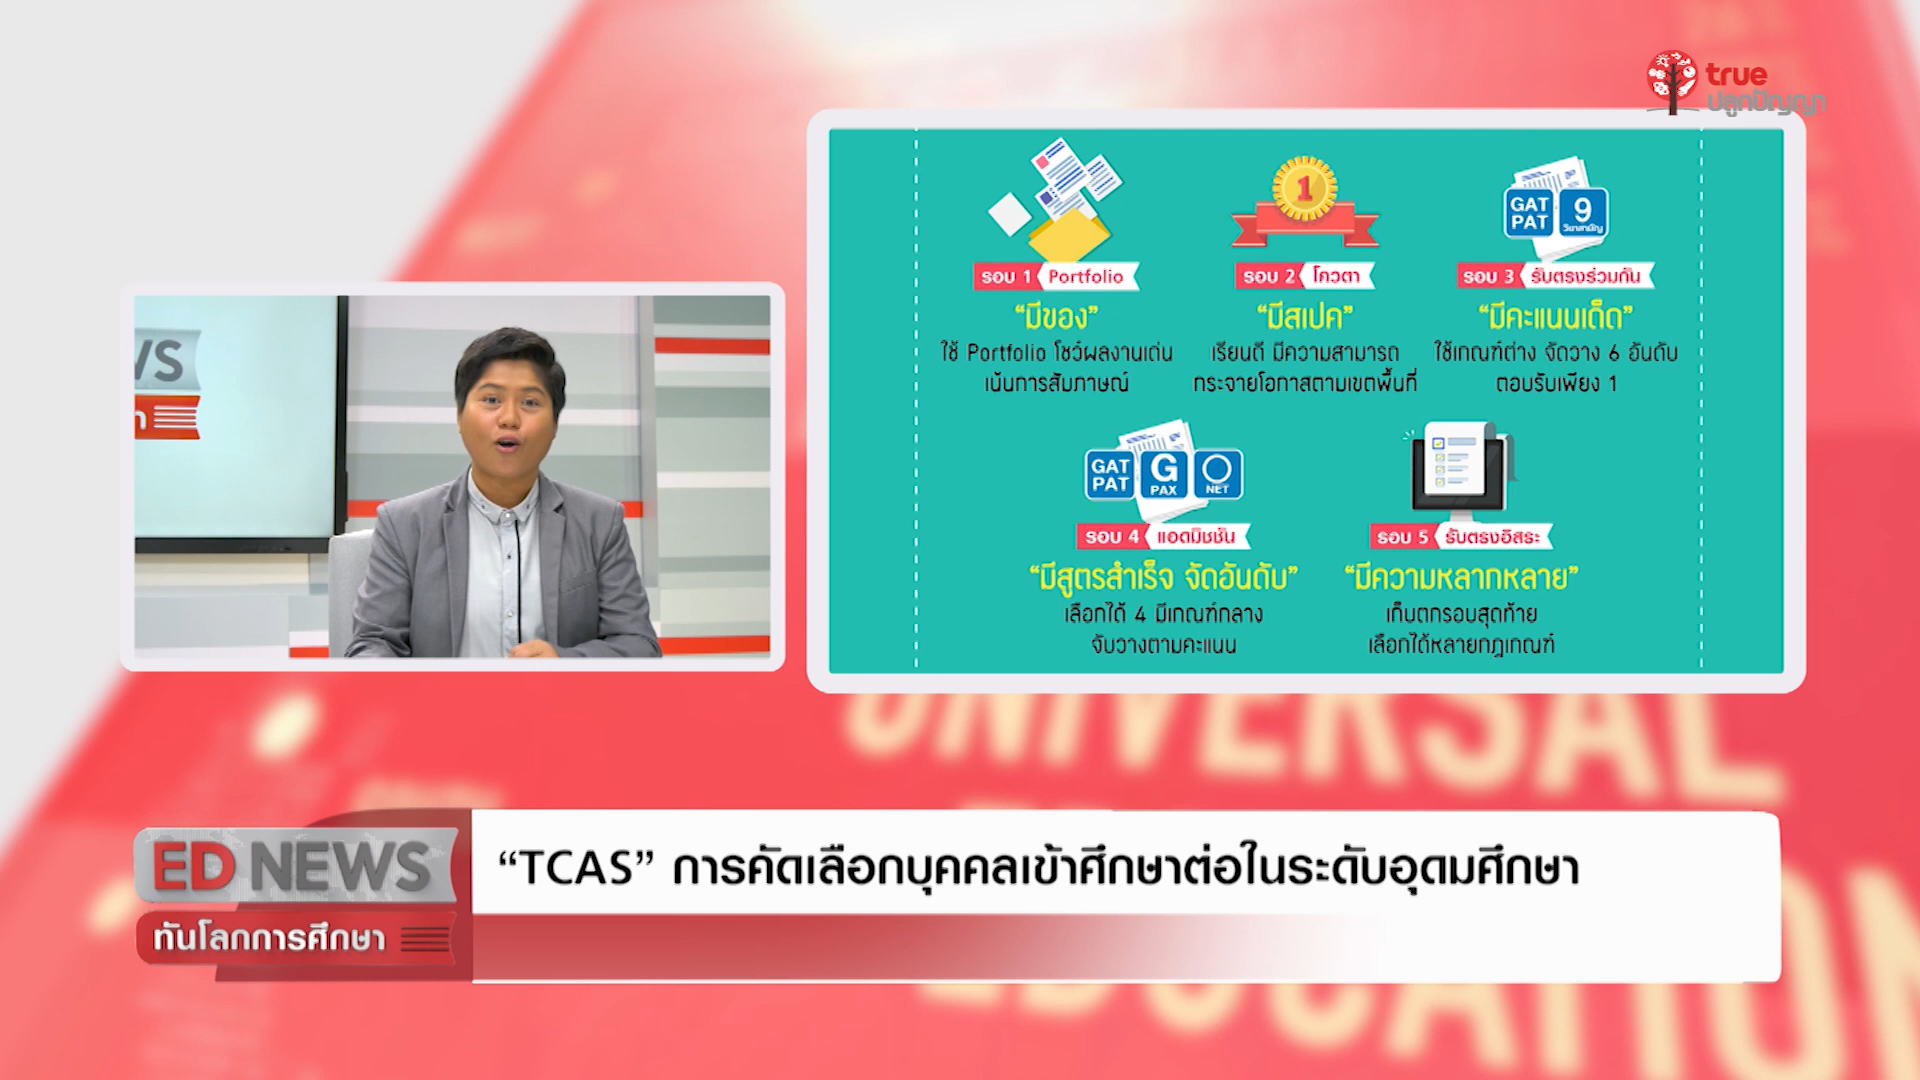 true
ปลูกปัญญา
GAT
PAT
9
วิชาสามัญ
1
รอบ 1 Portfolio
รอบ 2 โควตา
รอบ 3 รับตรงร่วมกัน
“มีของ”
“มีสเปค”
“มีคะแนนเด็ด”
ใช้ Portfolio โชว์ผลงานเด่น
เน้นการสัมภาษณ์
เรียนดี มีความสามารถ
กระจายโอกาสตามเขตพื้นที่
ใช้เกณฑ์ต่าง จัดวาง 6 อันดับ
ตอบรับเพียง 1
GAT
PAT
G
PAX
O
NET
รอบ 4 แอดมิชชัน
รอบ 5 รับตรงอิสระ
“มีสูตรสำเร็จ จัดอันดับ”
“มีความหลากหลาย”
เลือกได้ 4 มีเกณฑ์กลาง
จับวางตามคะแนน
เก็บตกรอบสุดท้าย
เลือกได้หลายกฎเกณฑ์
WS
UNIVERSAL
EDUCATION
ED NEWS
ทันโลกการศึกษา
“TCAS” การคัดเลือกบุคคลเข้าศึกษาต่อในระดับอุดมศึกษา